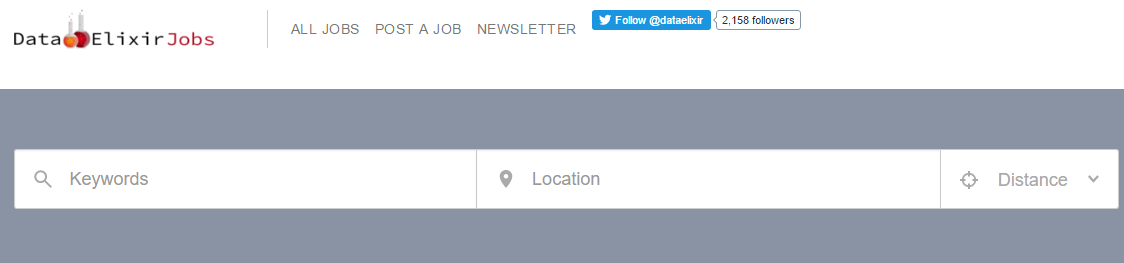 DataElixirJobs ALL JOBS POST A JOB NEWSLETTER Follow @dataelixir 2,158 followers
Keywords Location Distance